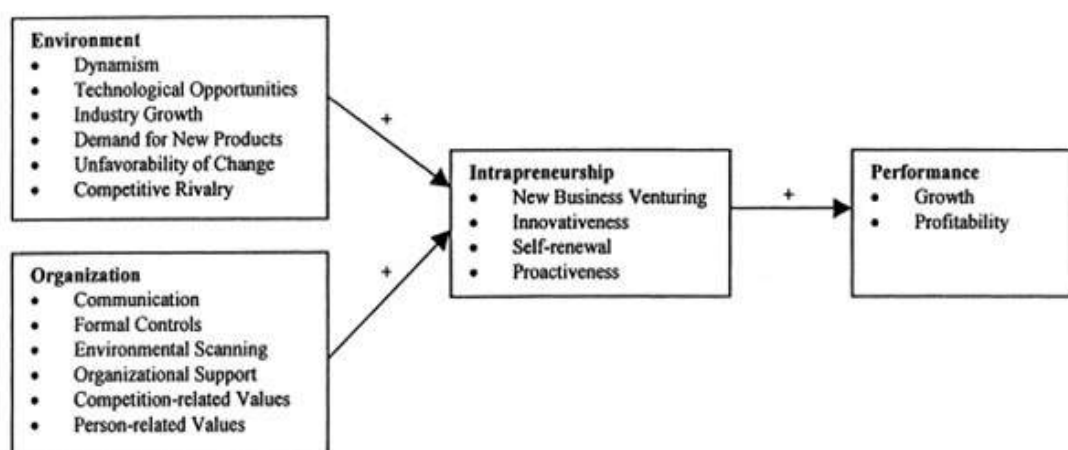 Environment
• Dynamism
• Technological Opportunities
• Industry Growth
• Demand for New Products
• Unfavorability of Change
• Competitive Rivalry
+
Organization
• Communication
• Formal Controls
• Environmental Scanning
• Organizational Support
• Competition-related Values
• Person-related Values
+
Intrapreneurship
• New Business Venturing
• Innovativeness
• Self-renewal
• Proactiveness
+
Performance
• Growth
• Profitability